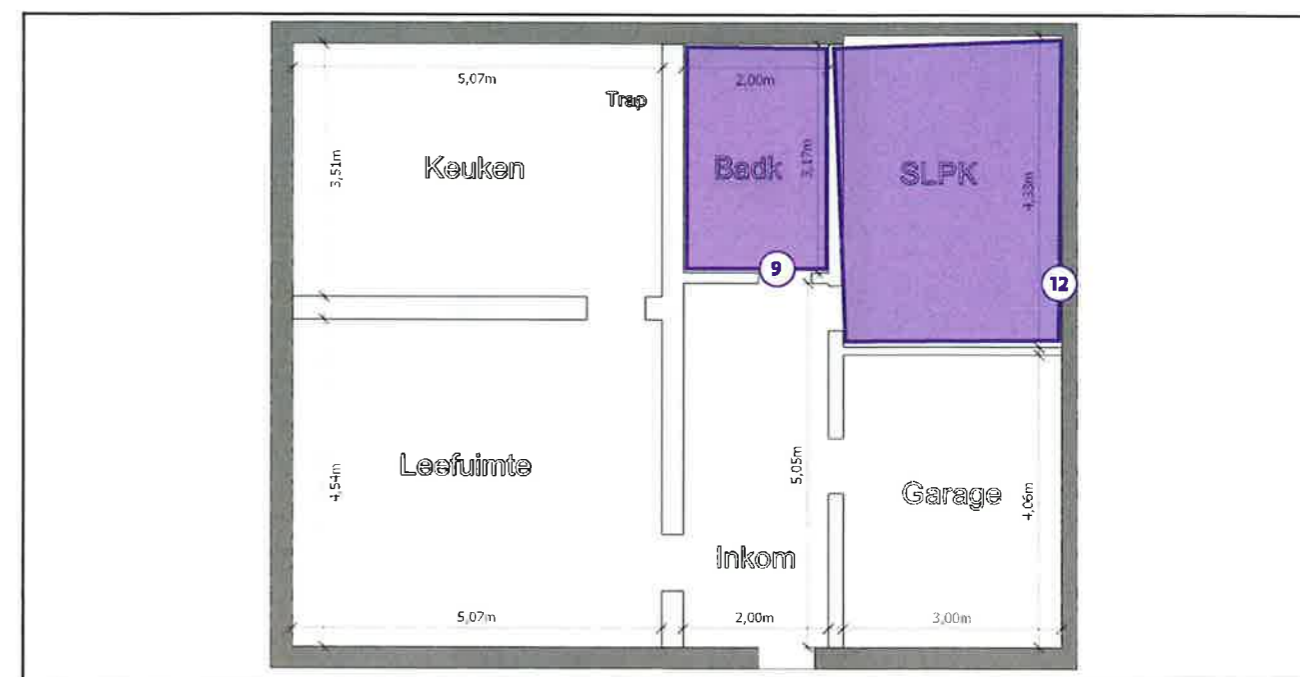 5,07m
2,00m
Trap
3,51m
Keuken
Badk
3,17m
SLPK
4,33m
9
12
4,54m
Leefuimte
5,05m
Garage
4,06m
Inkom
5,07m
2,00m
3,00m